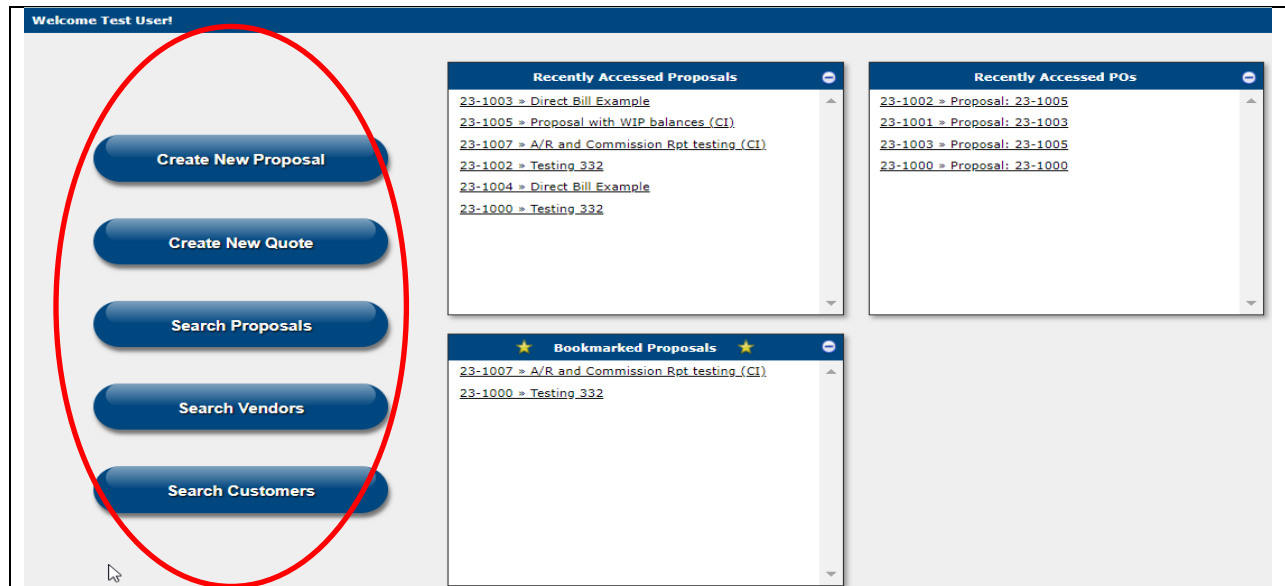 Welcome Test User!
Create New Proposal
Create New Quote
Search Proposals
Search Vendors
Search Customers
Recently Accessed Proposals
23-1003 » Direct Bill Example
23-1005 » Proposal with WIP balances (CI)
23-1007 » A/R and Commission Rpt testing (CI)
23-1002 » Testing 332
23-1004 » Direct Bill Example
23-1000 » Testing 332
Recently Accessed POs
23-1002 » Proposal: 23-1005
23-1001 » Proposal: 23-1003
23-1003 » Proposal: 23-1005
23-1000 » Proposal: 23-1000
Bookmarked Proposals
23-1007 » A/R and Commission Rpt testing (CI)
23-1000 » Testing 332